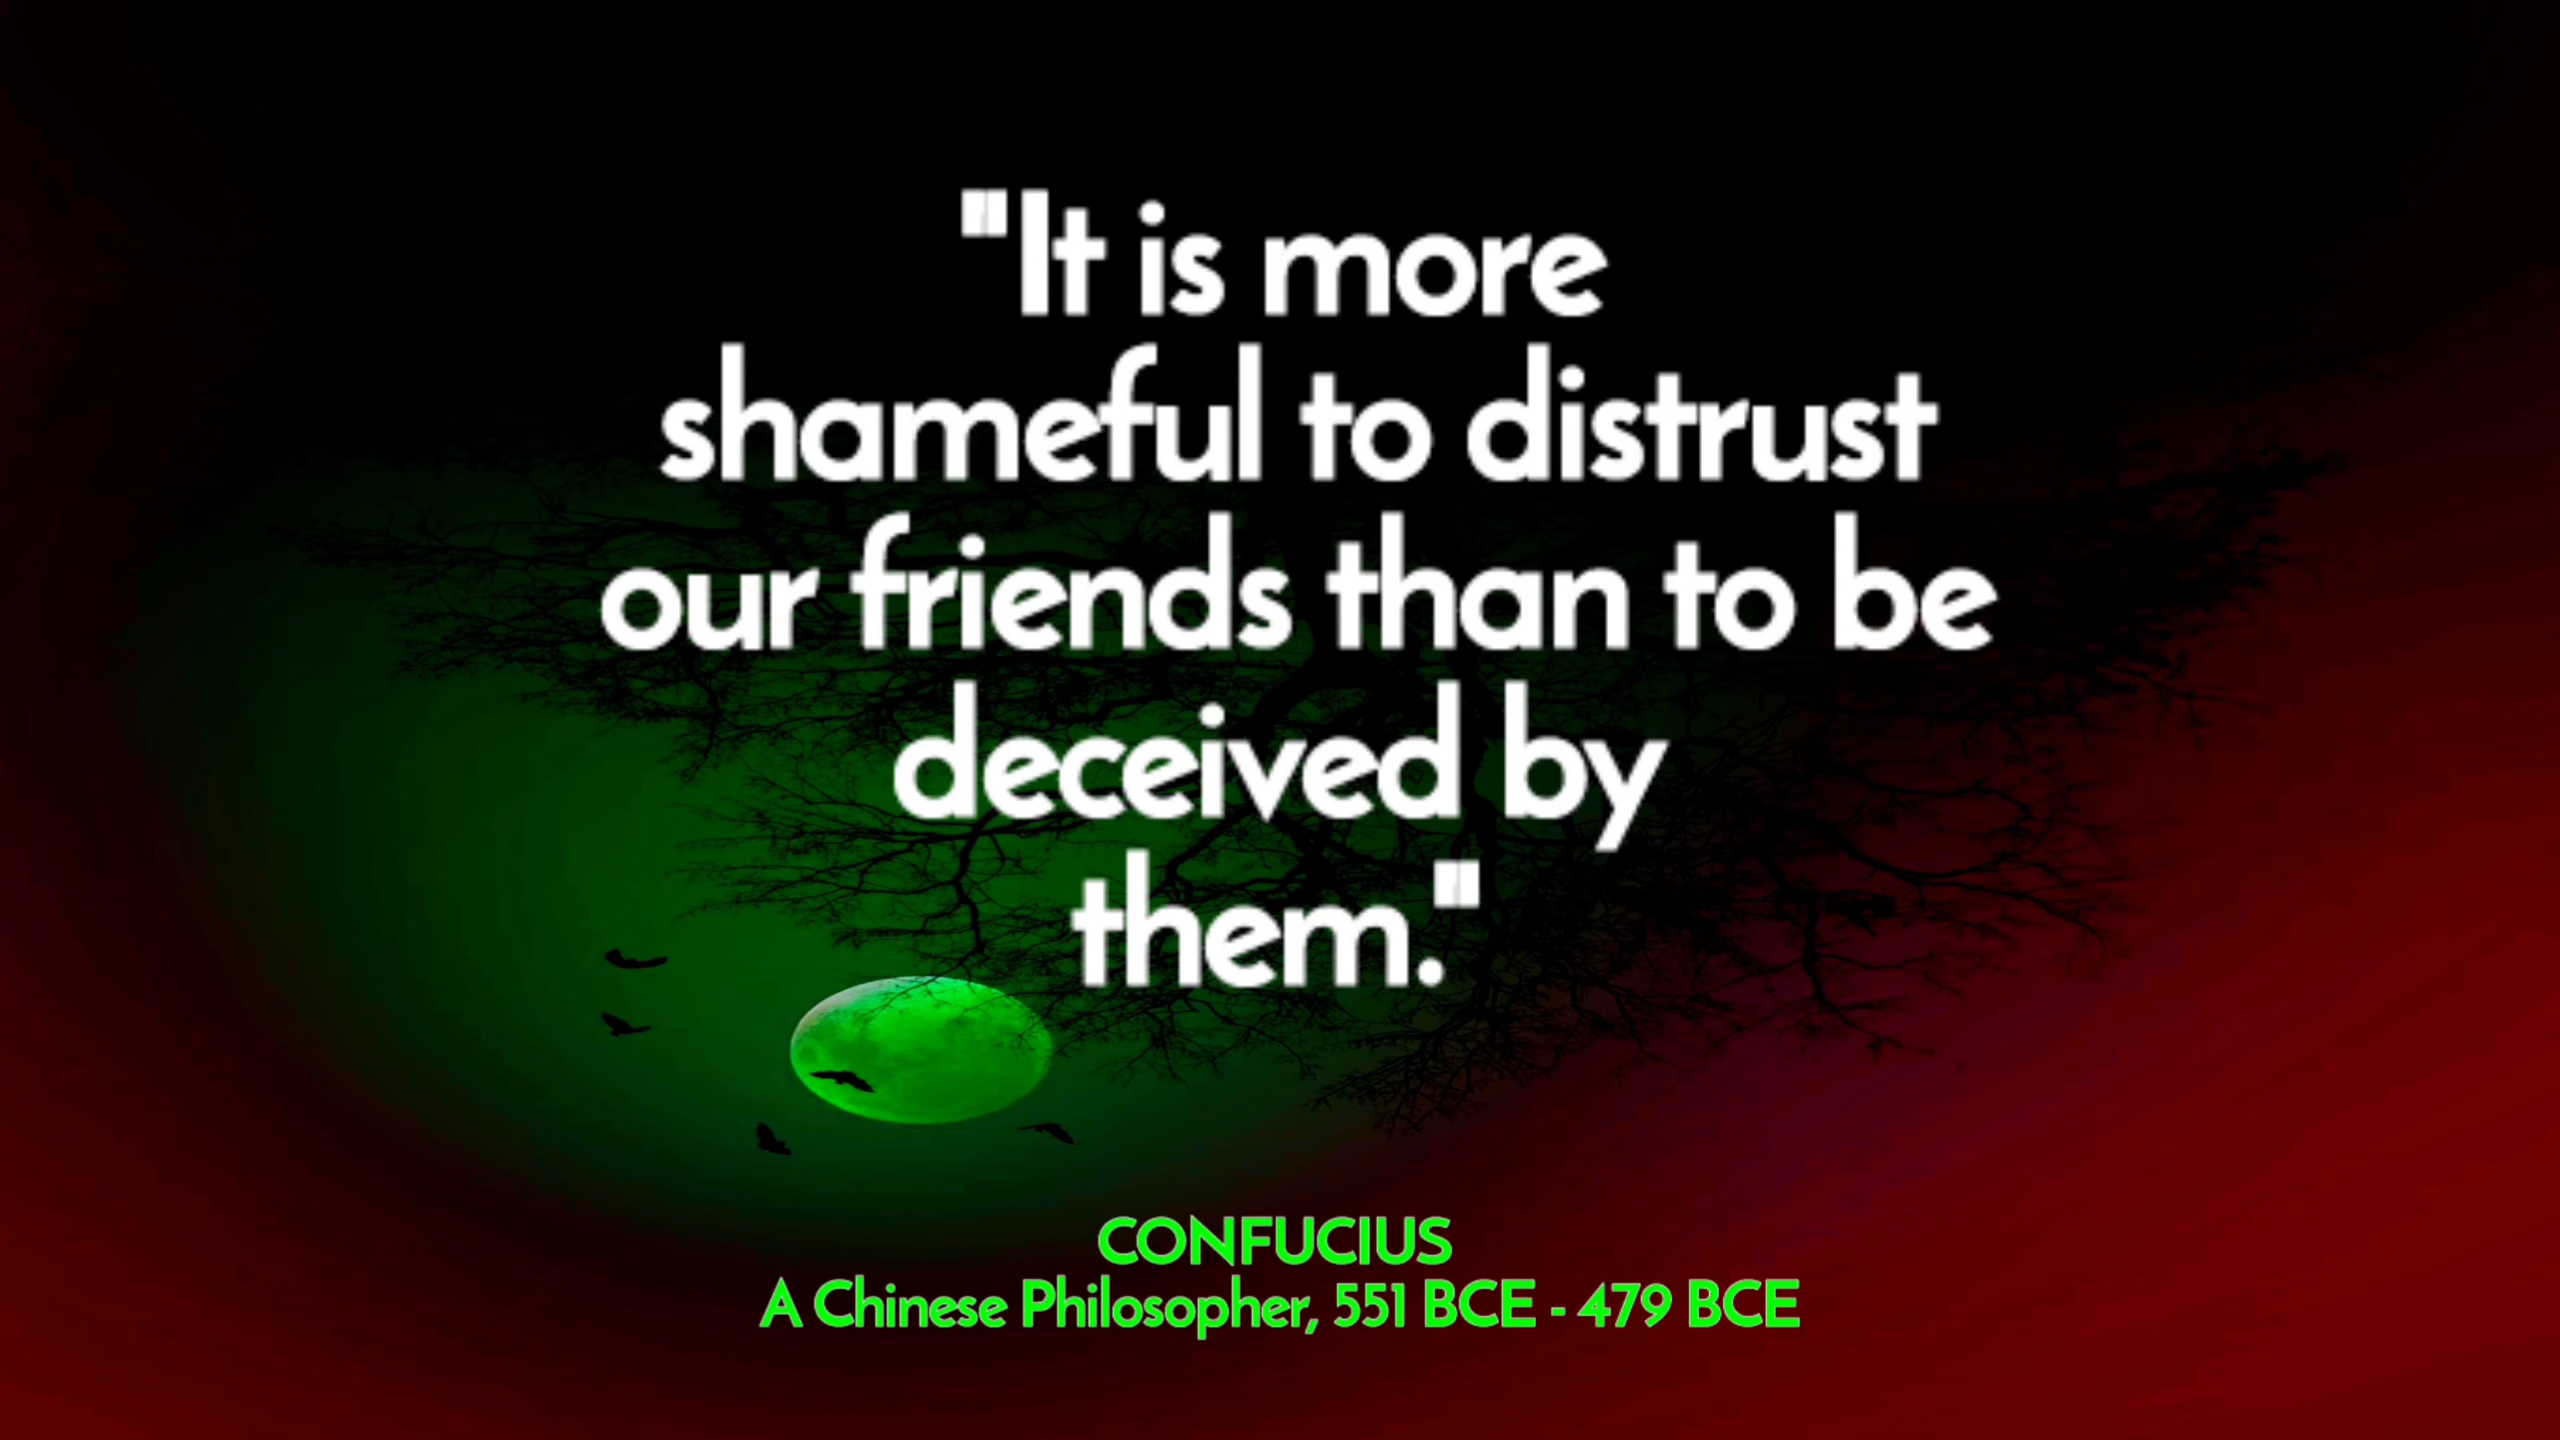 "It is more
shameful to distrust
our friends than to be
deceived by
them."
CONFUCIUS
A Chinese Philosopher, 551 BCE - 479 BCE